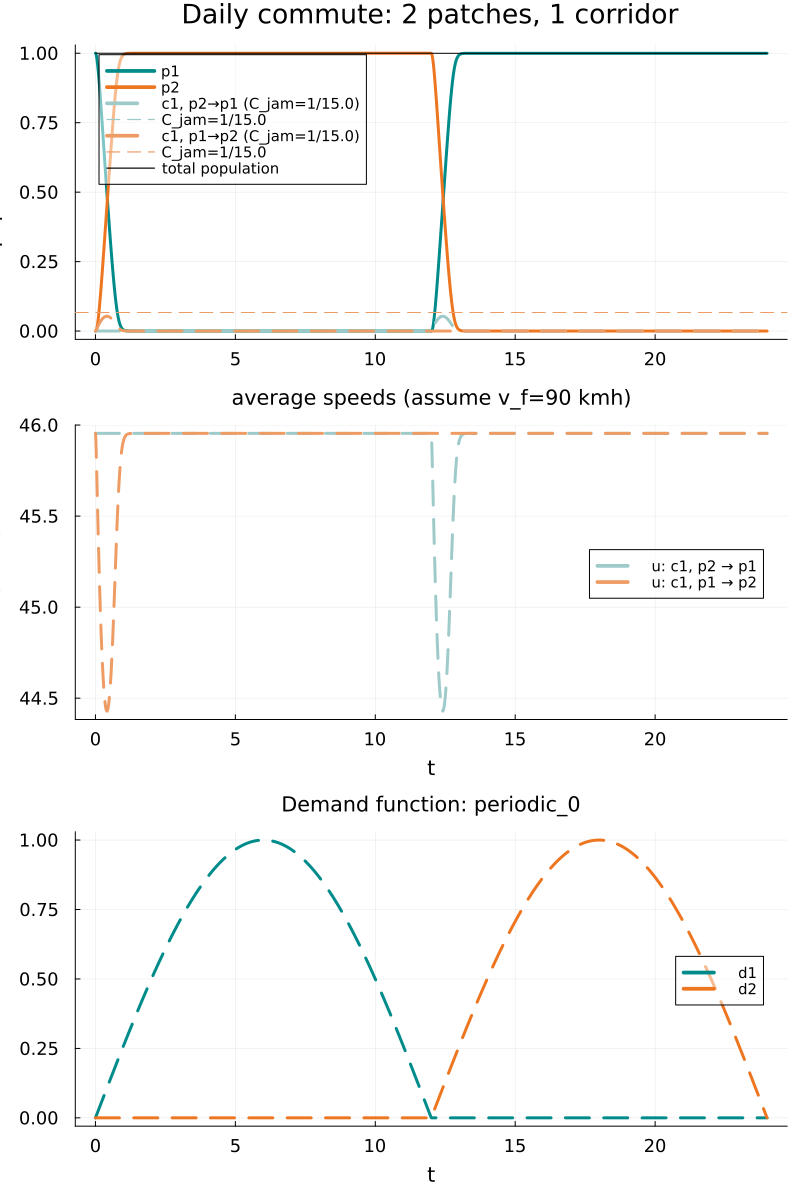 Daily commute: 2 patches, 1 corridor
1.00
0.75
0.50
0.25
0.00
p1
p2
c1, p2→p1 (C_jam=1/15.0)
C_jam=1/15.0
c1, p1→p2 (C_jam=1/15.0)
C_jam=1/15.0
total population
0 5 10 15 20
average speeds (assume v_f=90 kmh)
46.0
45.5
45.0
44.5
u: c1, p2 → p1
u: c1, p1 → p2
0 5 10 15 20
t
Demand function: periodic_0
1.00
0.75
0.50
0.25
0.00
d1
d2
0 5 10 15 20
t